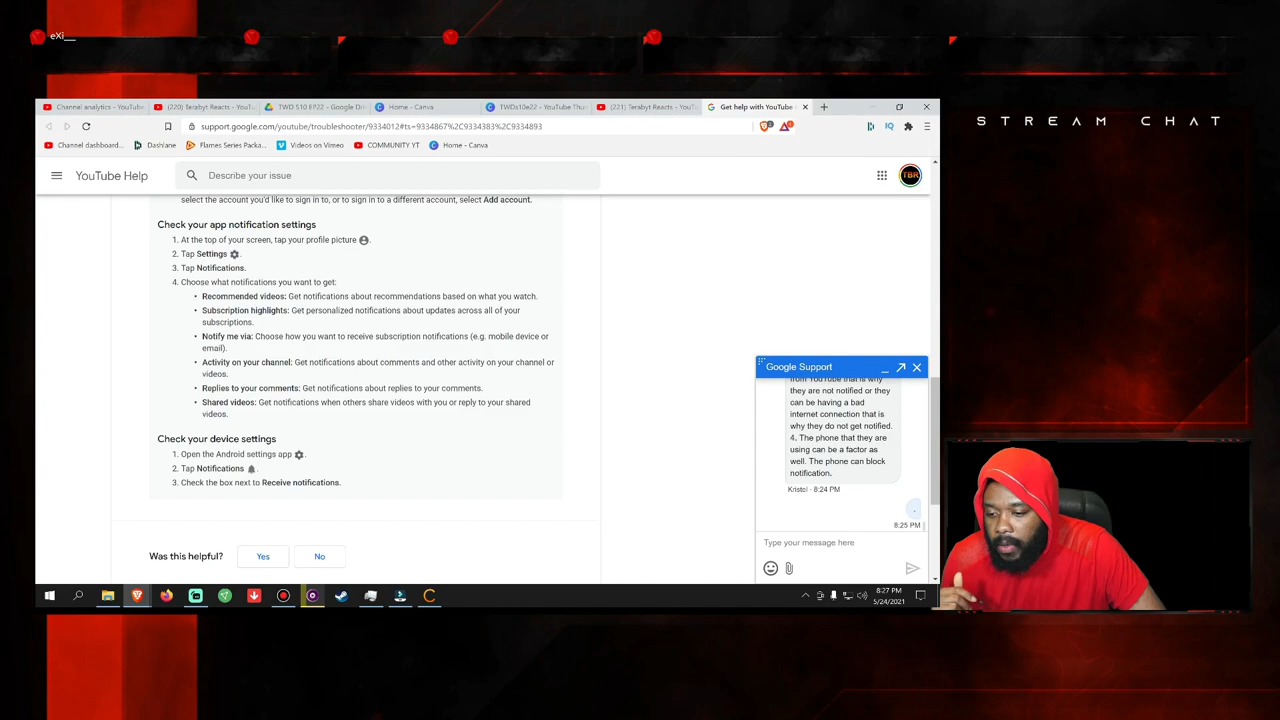 eXi__
STREAM CHAT
Channel analytics - YouTube
(220) Terabyt Reacts - YouTu
TWD S10 EP22 - Google Dri
Home - Canva
TWDs10e22 - YouTube Thu
(221) Terabyt Reacts - YouTu
Get help with YouTube
support.google.com/youtube/troubleshooter/9334012#ts=9334867%2C9334383%2C9334893
Channel dashboard...
Dashlane
Flames Series Packa...
Videos on Vimeo
COMMUNITY YT
Home - Canva
YouTube Help
Describe your issue
TBR
select the account you'd like to sign in to, or to sign in to a different account, select Add account.
Check your app notification settings
1. At the top of your screen, tap your profile picture
2. Tap Settings
3. Tap Notifications.
4. Choose what notifications you want to get:
• Recommended videos: Get notifications about recommendations based on what you watch.
• Subscription highlights: Get personalized notifications about updates across all of your
subscriptions.
• Notify me via: Choose how you want to receive subscription notifications (e.g. mobile device or
email).
• Activity on your channel: Get notifications about comments and other activity on your channel or
videos.
• Replies to your comments: Get notifications about replies to your comments.
• Shared videos: Get notifications when others share videos with you or reply to your shared
videos.
Check your device settings
1. Open the Android settings app
2. Tap Notifications
3. Check the box next to Receive notifications.
Was this helpful?
Yes
No
Google Support
from YouTube that is why
they are not notified or they
can be having a bad
internet connection that is
why they do not get notified.
4. The phone that they are
using can be a factor as
well. The phone can block
notification.
Kristel - 8:24 PM
.
8:25 PM
Type your message here
8:27 PM
5/24/2021